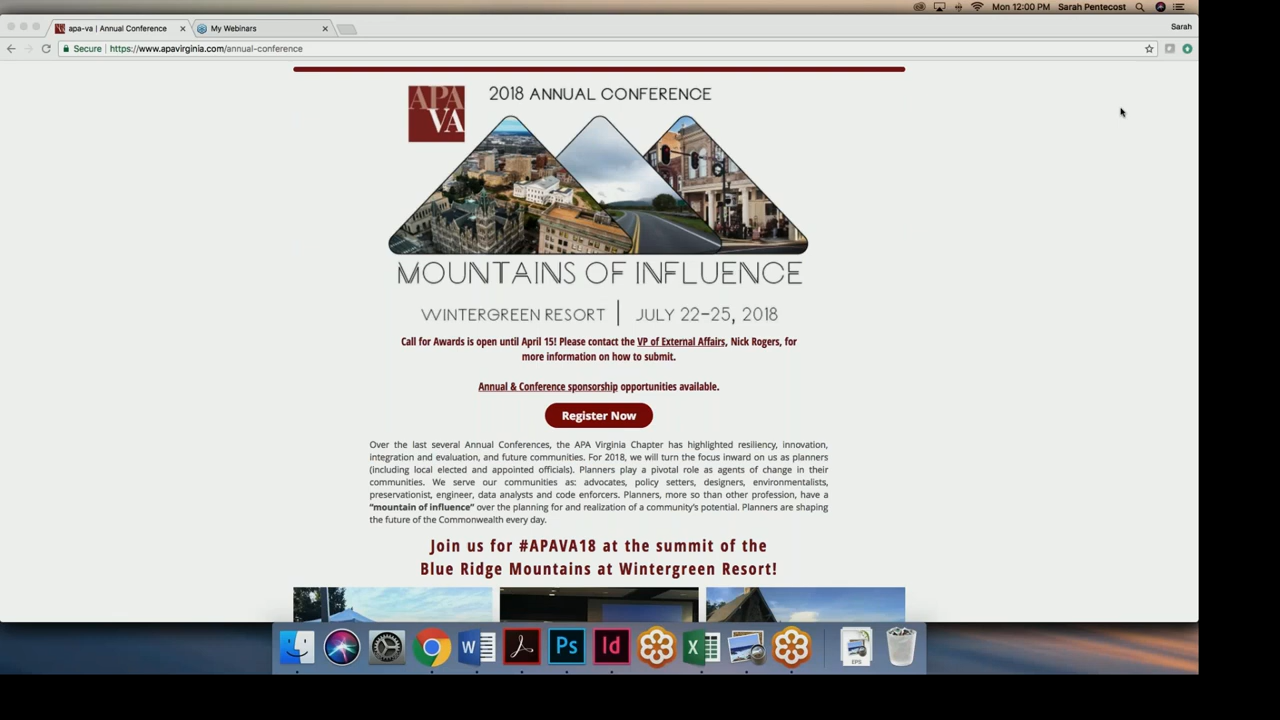 Mon 12:00 PM Sarah Pentecost
apa-va | Annual Conference
My Webinars
Sarah
Secure
https://www.apavirginia.com/annual-conference
APA
VA
2018 ANNUAL CONFERENCE
MOUNTAINS OF INFLUENCE
WINTERGREEN RESORT | JULY 22-25, 2018
Call for Awards is open until April 15! Please contact the VP of External Affairs, Nick Rogers, for
more information on how to submit.
Annual & Conference sponsorship opportunities available.
Register Now
Over the last several Annual Conferences, the APA Virginia Chapter has highlighted resiliency, innovation,
integration and evaluation, and future communities. For 2018, we will turn the focus inward on us as planners
(including local elected and appointed officials). Planners play a pivotal role as agents of change in their
communities. We serve our communities as: advocates, policy setters, designers, environmentalists,
preservationist, engineer, data analysts and code enforcers. Planners, more so than other profession, have a
“mountain of influence” over the planning for and realization of a community’s potential. Planners are shaping
the future of the Commonwealth every day.
Join us for #APAVA18 at the summit of the
Blue Ridge Mountains at Wintergreen Resort!
W
Ps
Id
X
EPS